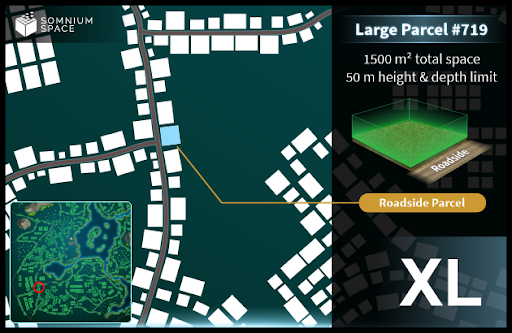 SOMNIUM
SPACE
Large Parcel #719
1500 m² total space
50 m height & depth limit
Roadside
Roadside Parcel
XL